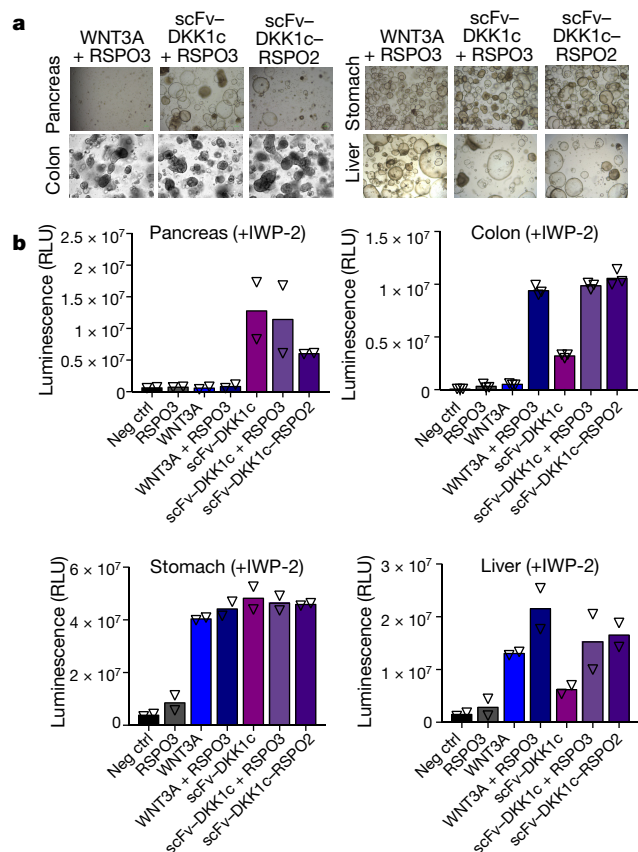 a
WNT3A
+ RSPO3
scFv–
DKK1c
+ RSPO3
scFv–
DKK1c–
RSPO2
WNT3A
+ RSPO3
scFv–
DKK1c
+ RSPO3
scFv–
DKK1c–
RSPO2
Pancreas
Stomach
Colon
Liver
b
Pancreas (+IWP-2)
Luminescence (RLU)
2.5 × 10⁷
2.0 × 10⁷
1.5 × 10⁷
1.0 × 10⁷
0.5 × 10⁷
0
Neg ctrl
RSPO3
WNT3A
WNT3A + RSPO3
scFv–DKK1c
scFv–DKK1c + RSPO3
scFv–DKK1c–RSPO2
Colon (+IWP-2)
Luminescence (RLU)
1.5 × 10⁷
1.0 × 10⁷
0.5 × 10⁷
0
Neg ctrl
RSPO3
WNT3A
WNT3A + RSPO3
scFv–DKK1c
scFv–DKK1c + RSPO3
scFv–DKK1c–RSPO2
Stomach (+IWP-2)
Luminescence (RLU)
6 × 10⁷
4 × 10⁷
2 × 10⁷
0
Neg ctrl
RSPO3
WNT3A
WNT3A + RSPO3
scFv–DKK1c
scFv–DKK1c + RSPO3
scFv–DKK1c–RSPO2
Liver (+IWP-2)
Luminescence (RLU)
3 × 10⁷
2 × 10⁷
1 × 10⁷
0
Neg ctrl
RSPO3
WNT3A
WNT3A + RSPO3
scFv–DKK1c
scFv–DKK1c + RSPO3
scFv–DKK1c–RSPO2